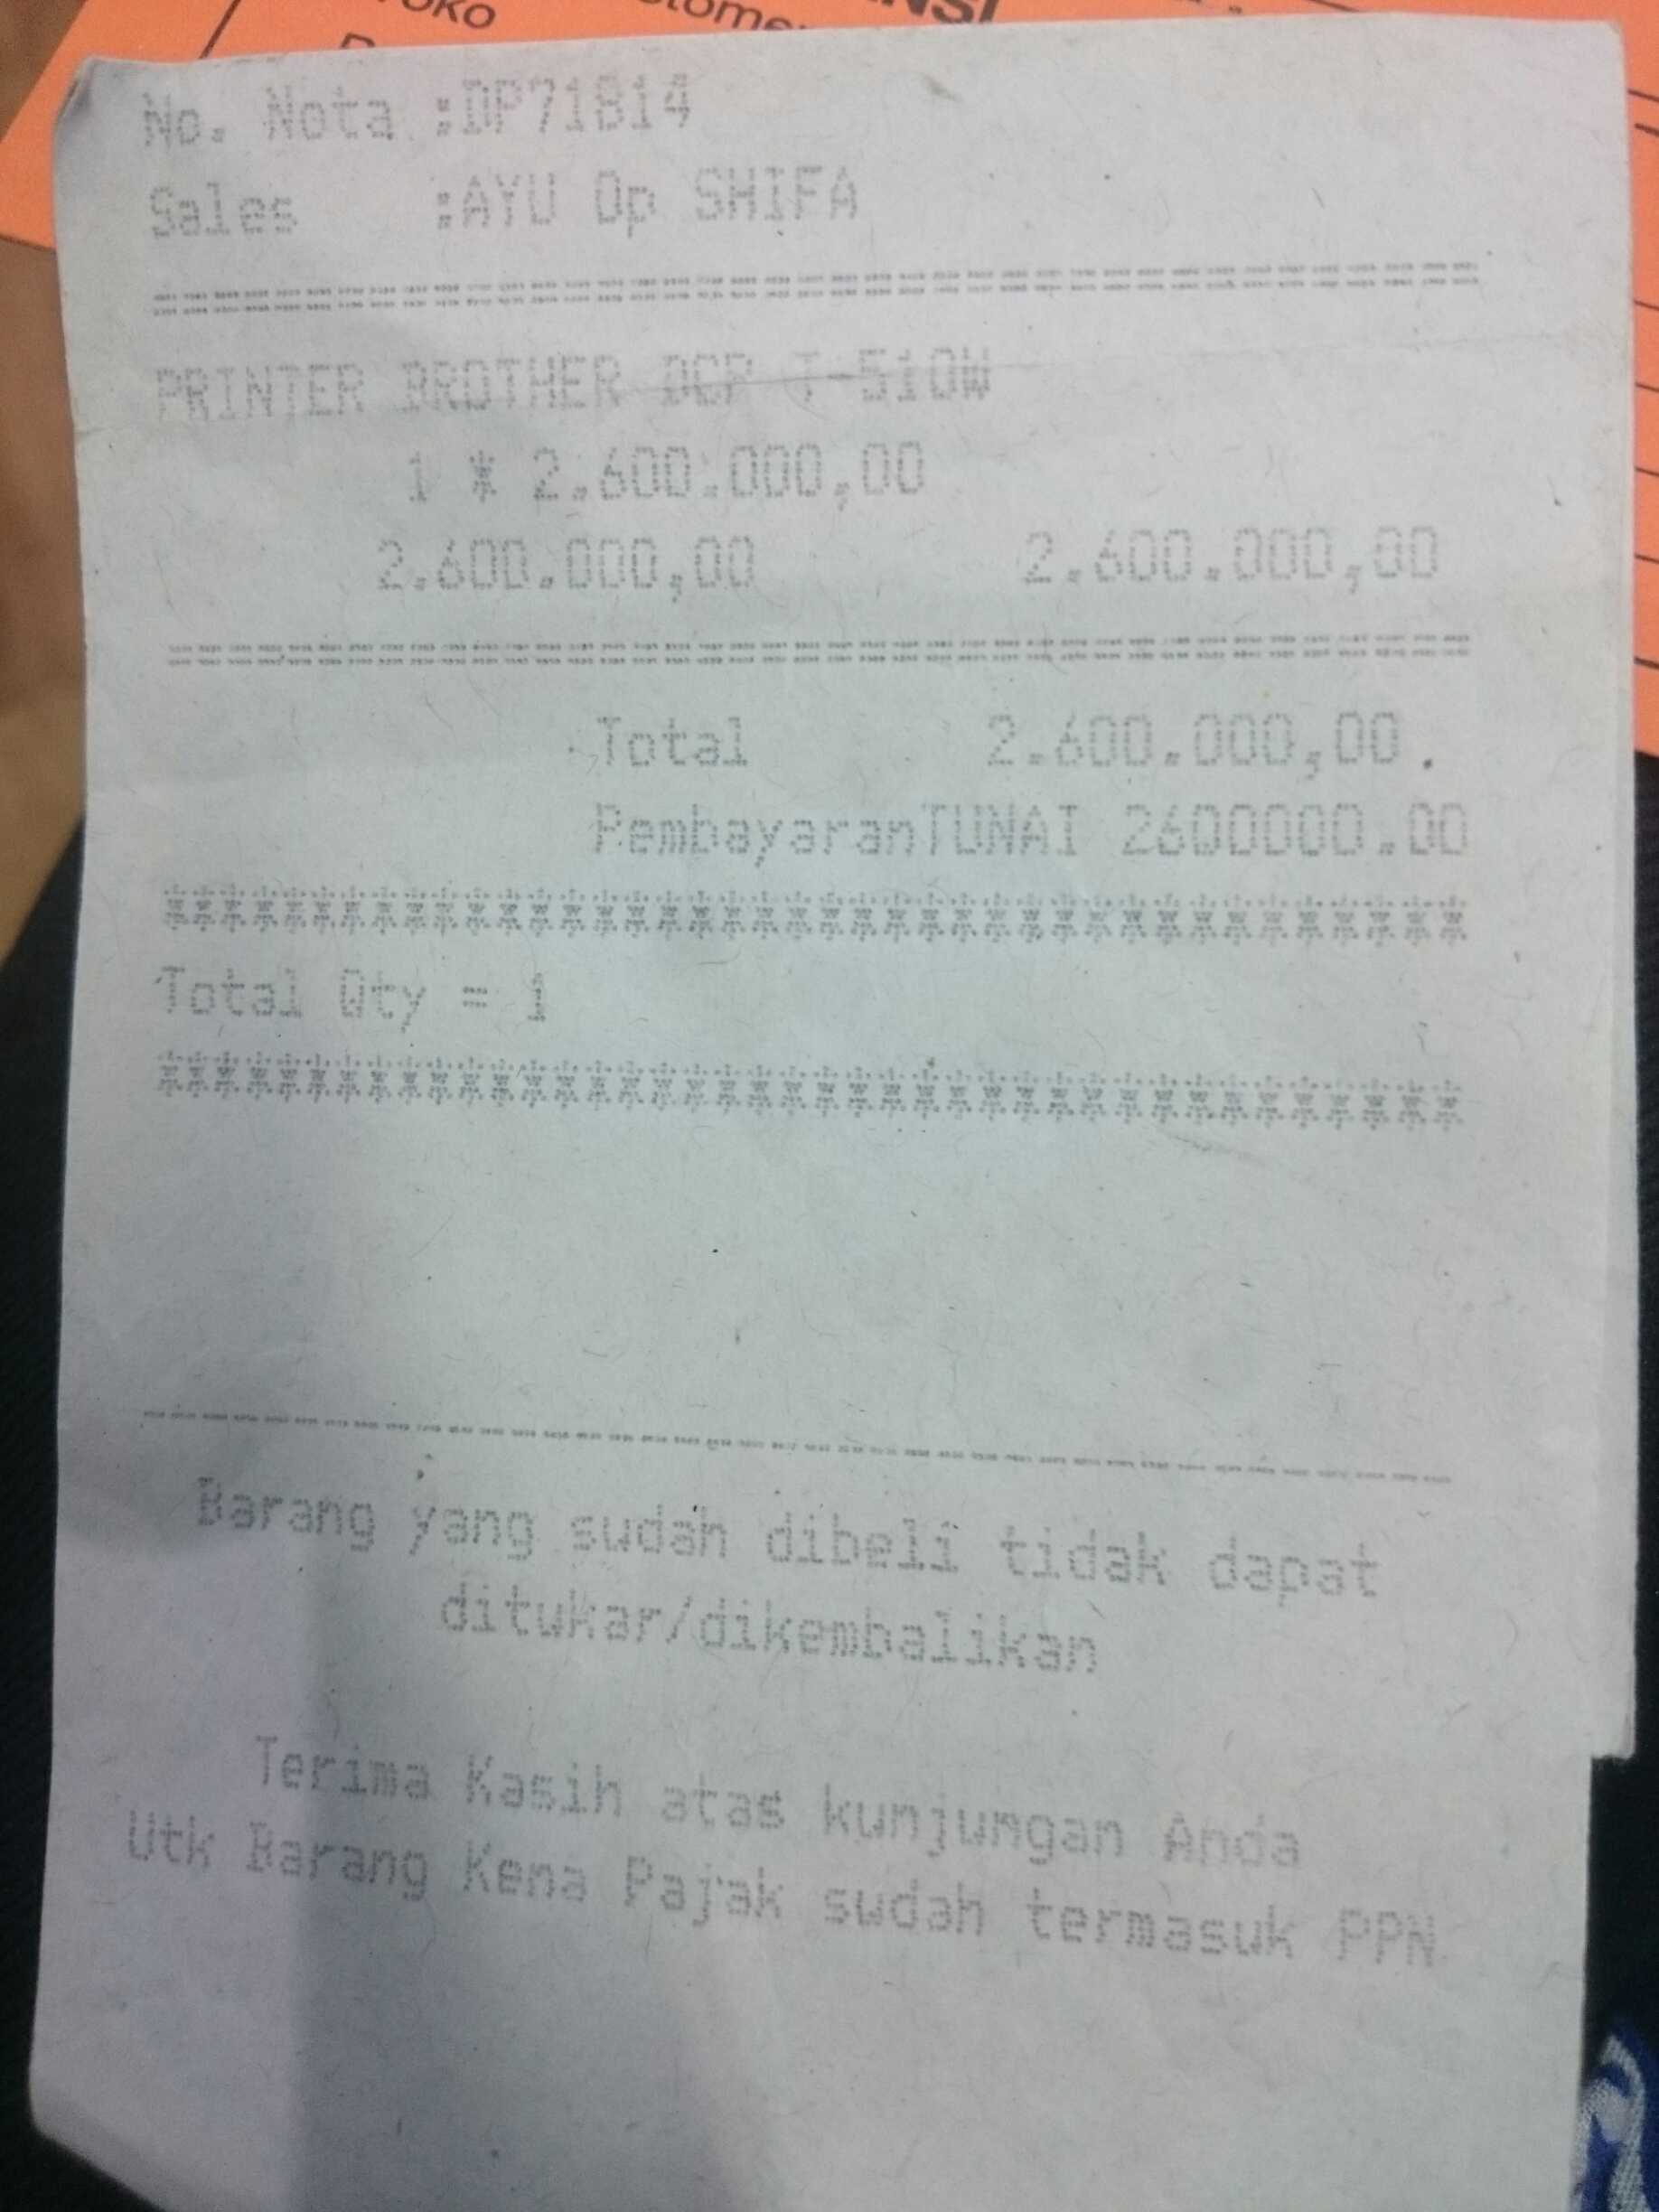 No. Nota :DP71814
Sales :AYU Op SHIFA
PRINTER BROTHER DCP T-510W
1 * 2.600.000,00
2.600.000,00 2.600.000,00
Total 2.600.000,00.
PembayaranTUNAI 2600000.00
Total Qty = 1
Barang yang sudah dibeli tidak dapat
ditukar/dikembalikan
Terima Kasih atas kunjungan Anda
Utk Barang Kena Pajak sudah termasuk PPN